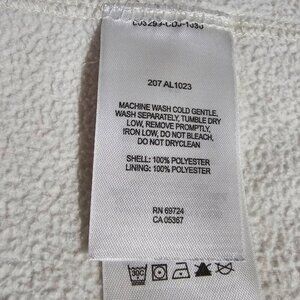 207 AL1023
MACHINE WASH COLD GENTLE,
WASH SEPARATELY, TUMBLE DRY
LOW, REMOVE PROMPTLY,
IRON LOW, DO NOT BLEACH,
DO NOT DRYCLEAN
SHELL: 100% POLYESTER
LINING: 100% POLYESTER
RN 69724
CA 05367
30C